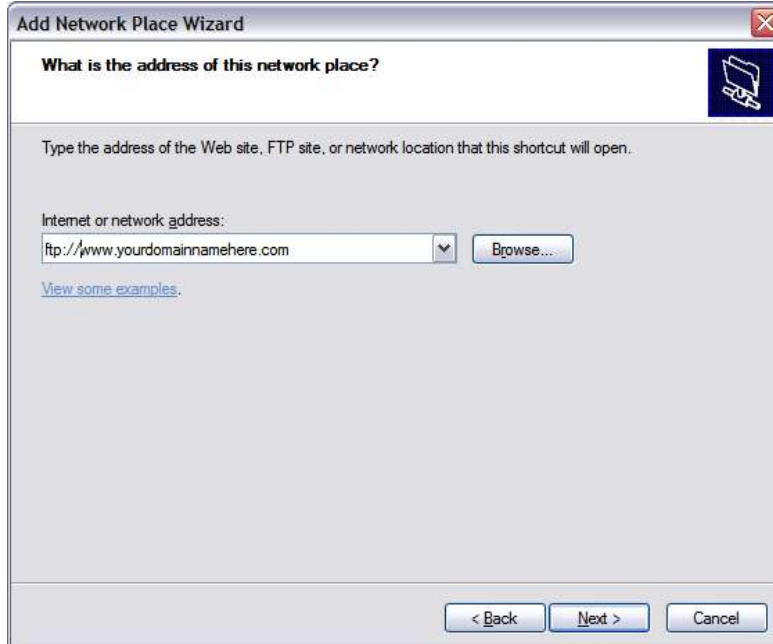 Add Network Place Wizard
What is the address of this network place?
Type the address of the Web site, FTP site, or network location that this shortcut will open.
Internet or network address:
ftp://www.yourdomainnamehere.com
Browse...
View some examples.
< Back
Next >
Cancel